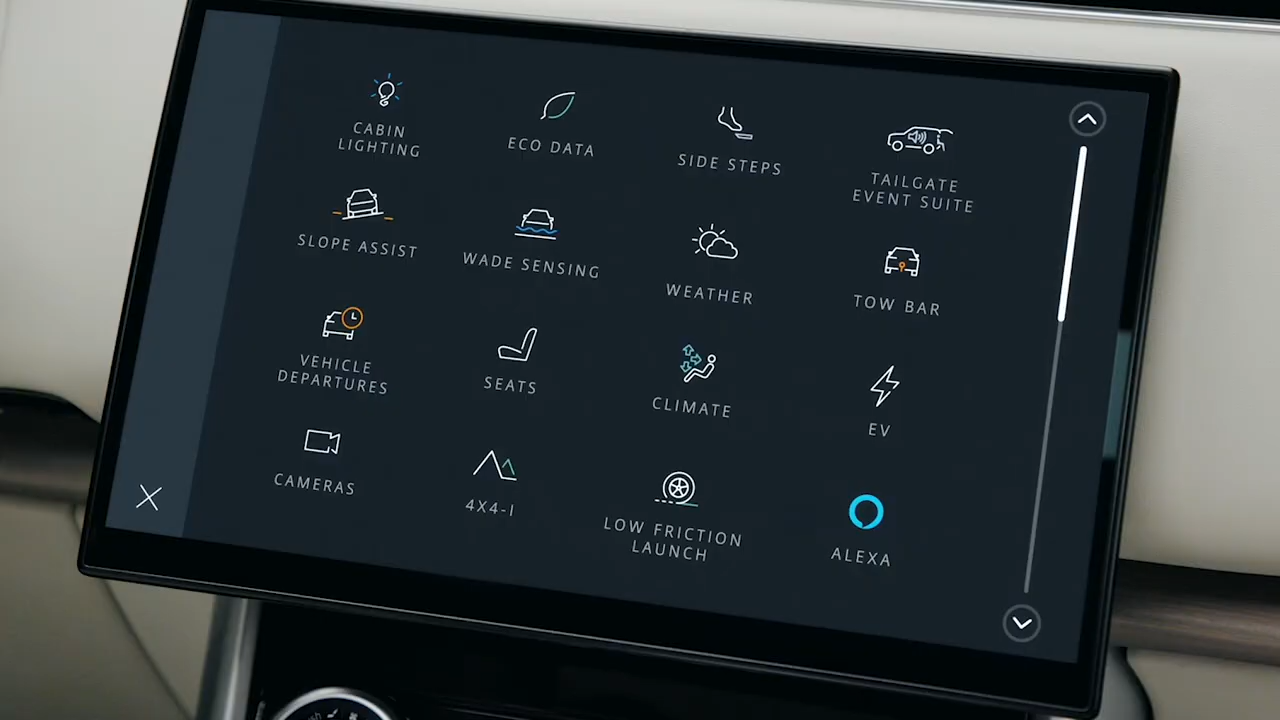 CABIN
LIGHTING
ECO DATA
SIDE STEPS
TAILGATE
EVENT SUITE
SLOPE ASSIST
WADE SENSING
WEATHER
TOW BAR
VEHICLE
DEPARTURES
SEATS
CLIMATE
EV
CAMERAS
4X4-I
LOW FRICTION
LAUNCH
ALEXA